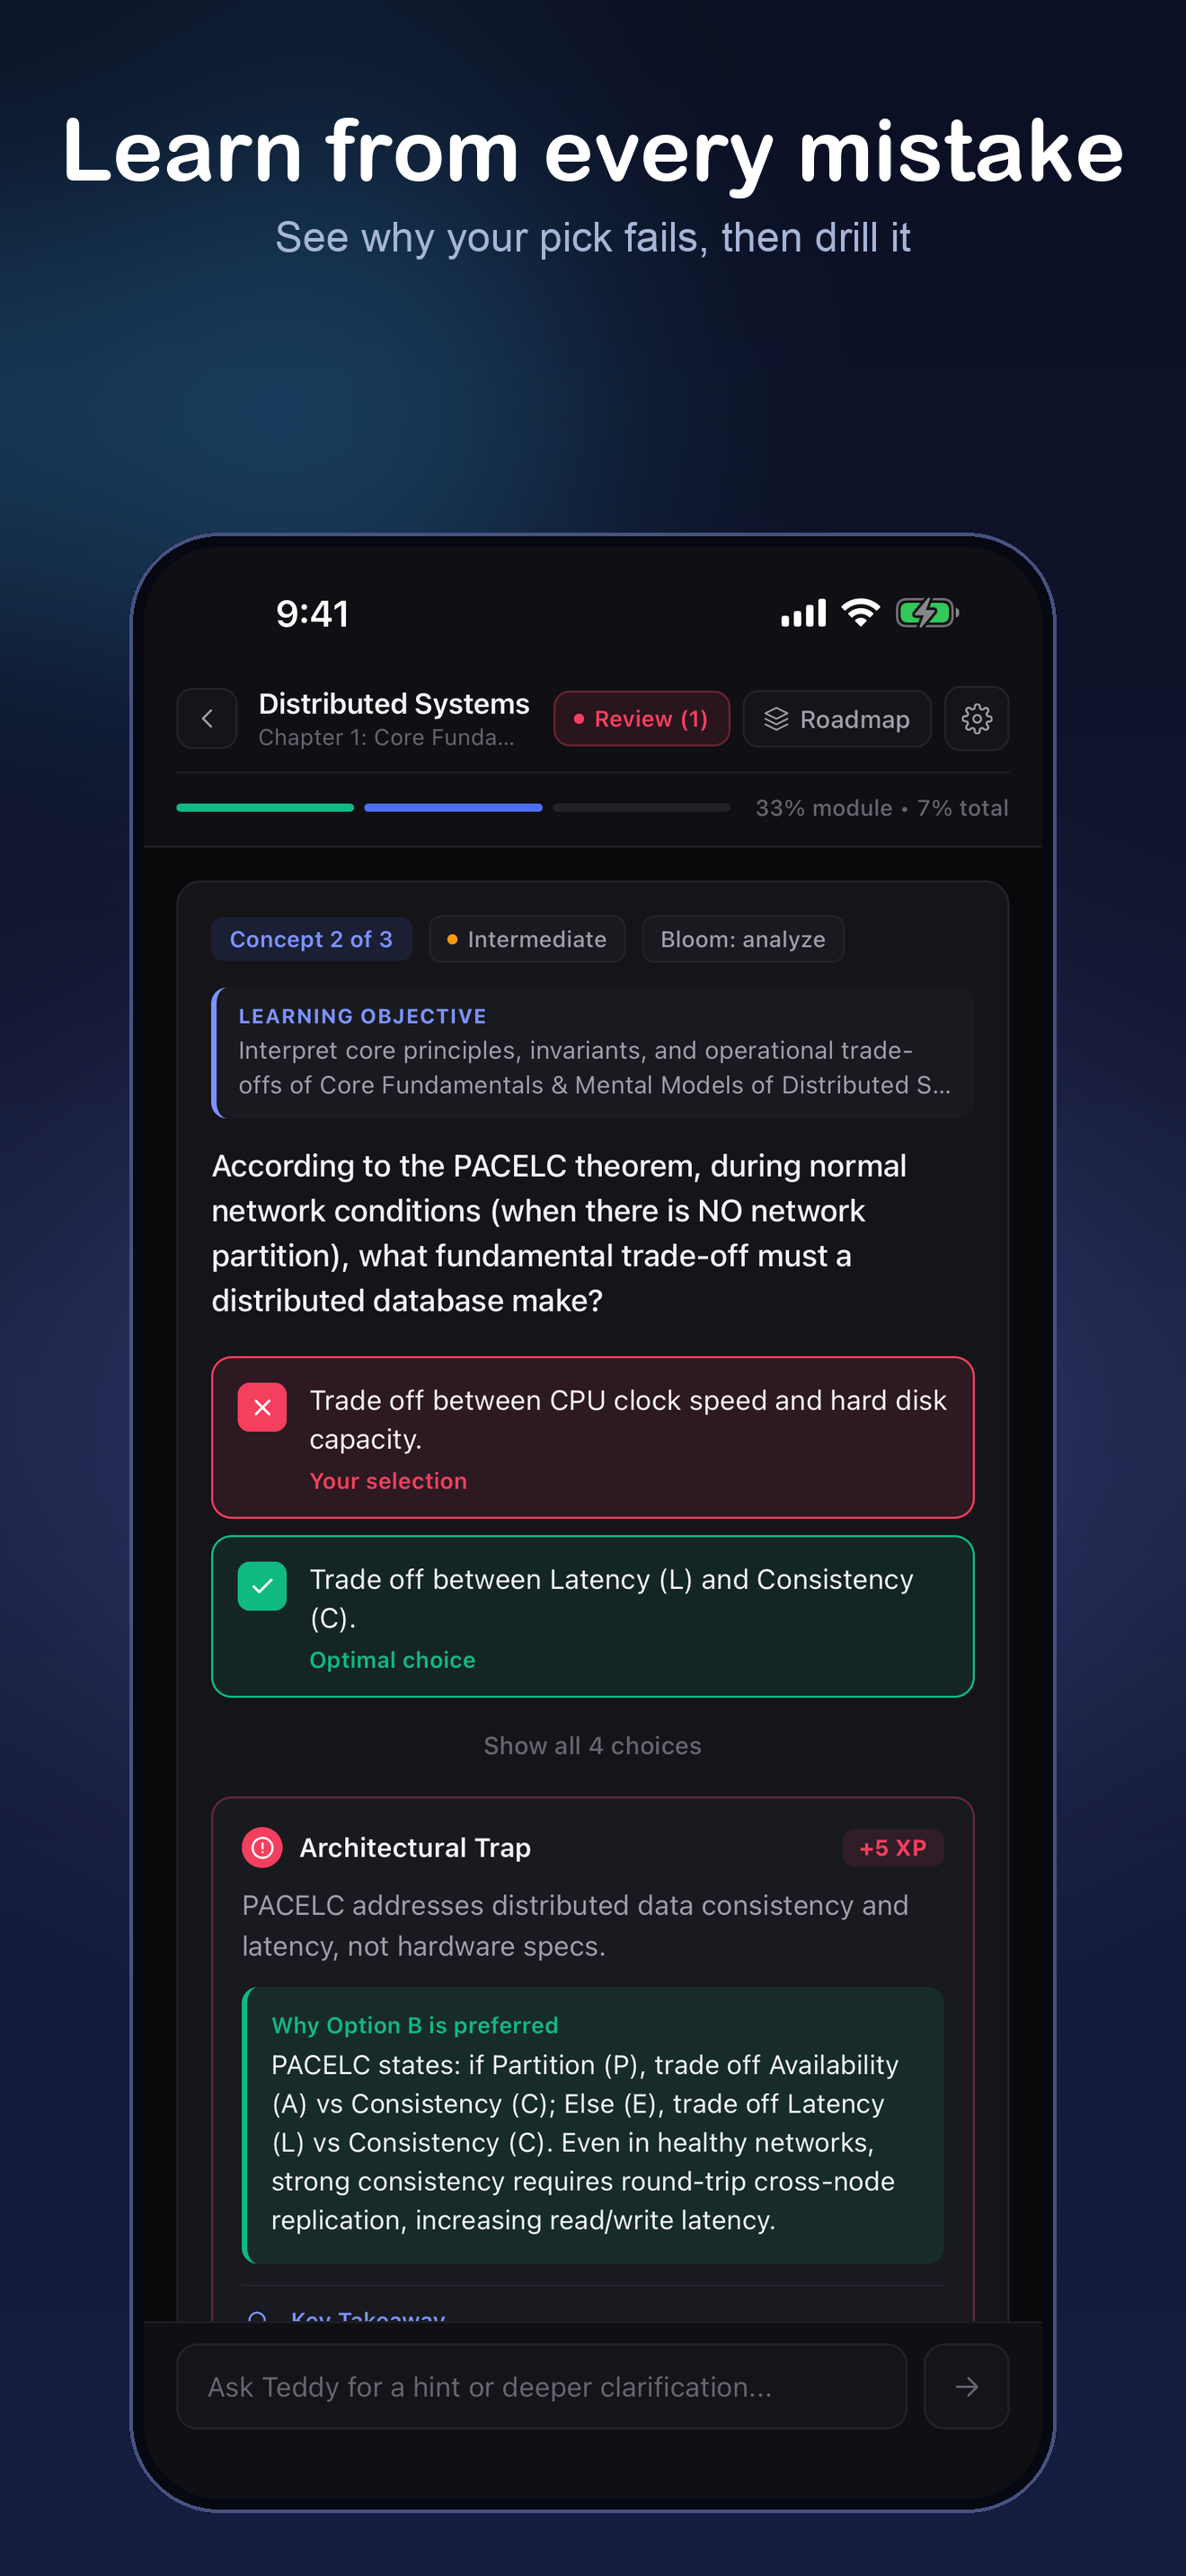 Learn from every mistake
See why your pick fails, then drill it
9:41
Distributed Systems
Chapter 1: Core Funda...
Review (1)
Roadmap
33% module • 7% total
Concept 2 of 3
Intermediate
Bloom: analyze
LEARNING OBJECTIVE
Interpret core principles, invariants, and operational trade-
offs of Core Fundamentals & Mental Models of Distributed S...
According to the PACELC theorem, during normal
network conditions (when there is NO network
partition), what fundamental trade-off must a
distributed database make?
Trade off between CPU clock speed and hard disk
capacity.
Your selection
Trade off between Latency (L) and Consistency
(C).
Optimal choice
Show all 4 choices
Architectural Trap
+5 XP
PACELC addresses distributed data consistency and
latency, not hardware specs.
Why Option B is preferred
PACELC states: if Partition (P), trade off Availability
(A) vs Consistency (C); Else (E), trade off Latency
(L) vs Consistency (C). Even in healthy networks,
strong consistency requires round-trip cross-node
replication, increasing read/write latency.
Key Takeaway
Ask Teddy for a hint or deeper clarification...